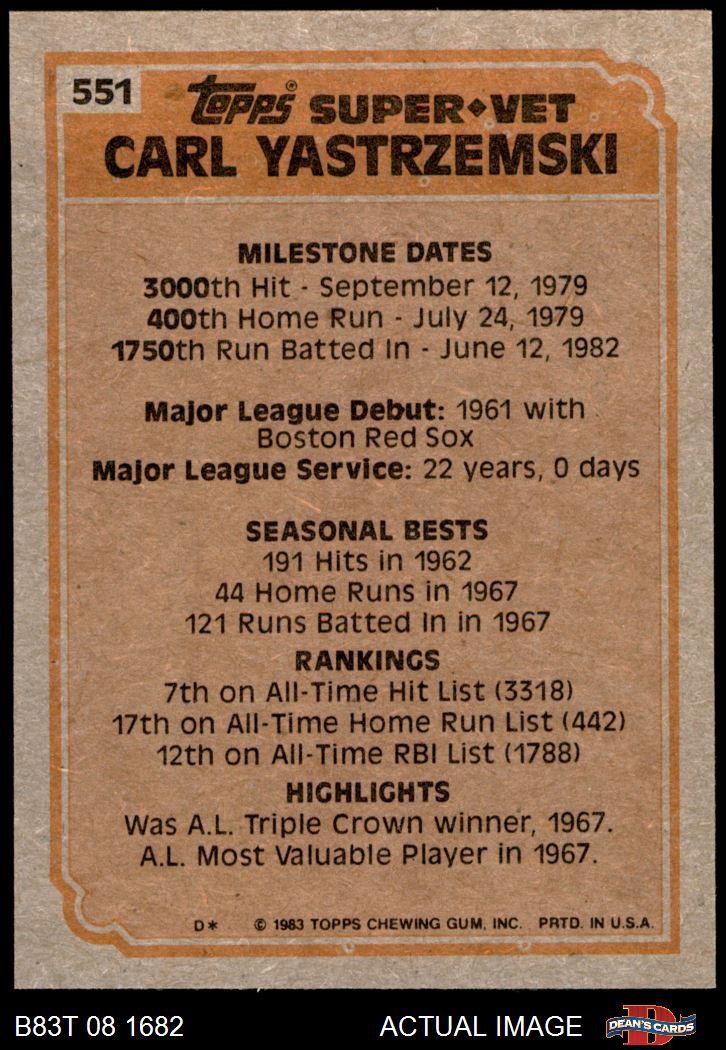 551
Topps® SUPER◆VET
CARL YASTRZEMSKI
MILESTONE DATES
3000th Hit - September 12, 1979
400th Home Run - July 24, 1979
1750th Run Batted In - June 12, 1982
Major League Debut: 1961 with
Boston Red Sox
Major League Service: 22 years, 0 days
SEASONAL BESTS
191 Hits in 1962
44 Home Runs in 1967
121 Runs Batted In in 1967
RANKINGS
7th on All-Time Hit List (3318)
17th on All-Time Home Run List (442)
12th on All-Time RBI List (1788)
HIGHLIGHTS
Was A.L. Triple Crown winner, 1967.
A.L. Most Valuable Player in 1967.
D* © 1983 TOPPS CHEWING GUM, INC. PRTD. IN U.S.A.
B83T 08 1682 ACTUAL IMAGE D DEAN'S CARDS